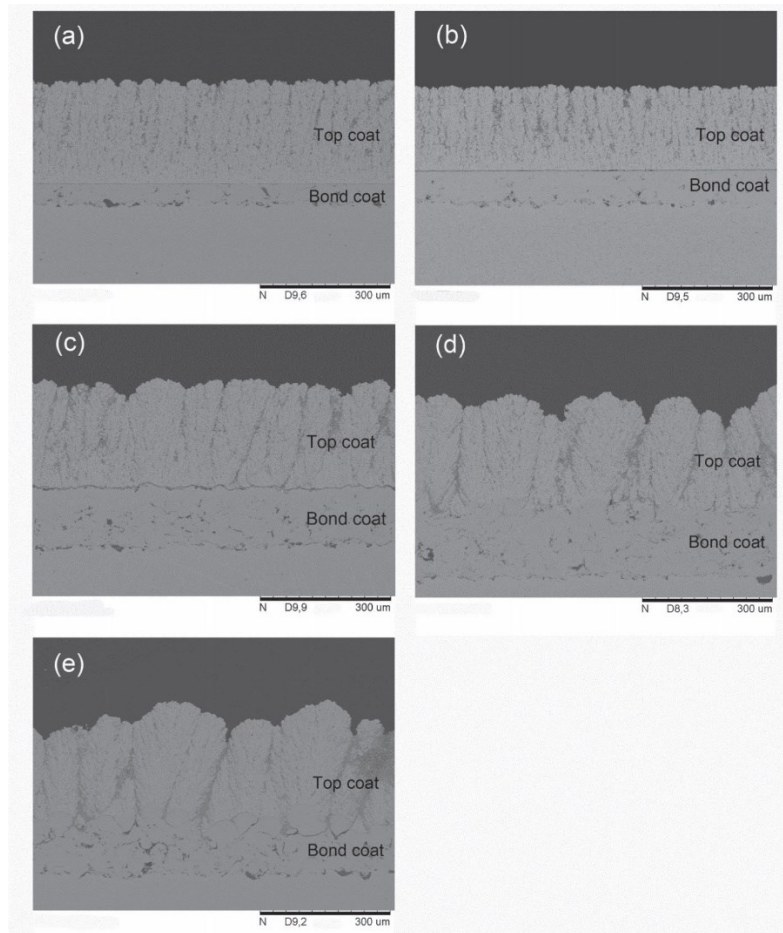 (a)
Top coat
Bond coat
N D9,6 300 um
(b)
Top coat
Bond coat
N D9,5 300 um
(c)
Top coat
Bond coat
N D9,9 300 um
(d)
Top coat
Bond coat
N D8,3 300 um
(e)
Top coat
Bond coat
N D9,2 300 um